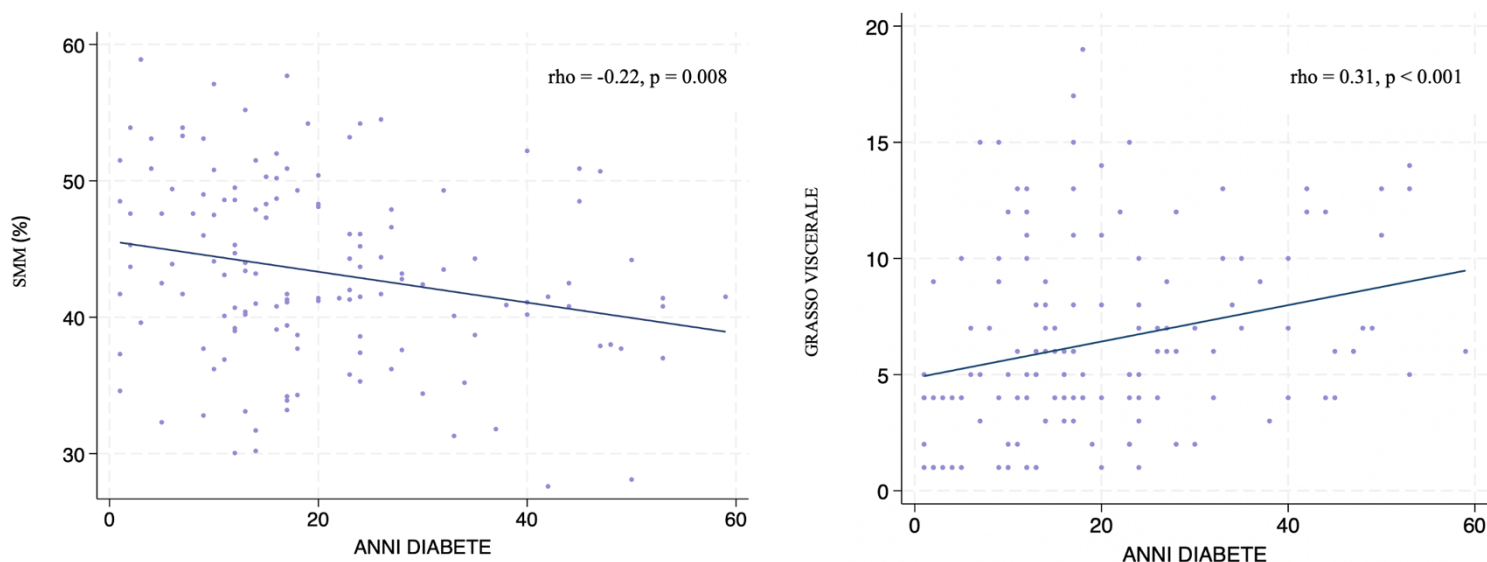 rho = -0.22, p = 0.008
SMM (%)
60
50
40
30
0 20 40 60
ANNI DIABETE
rho = 0.31, p < 0.001
GRASSO VISCERALE
20
15
10
5
0
0 20 40 60
ANNI DIABETE